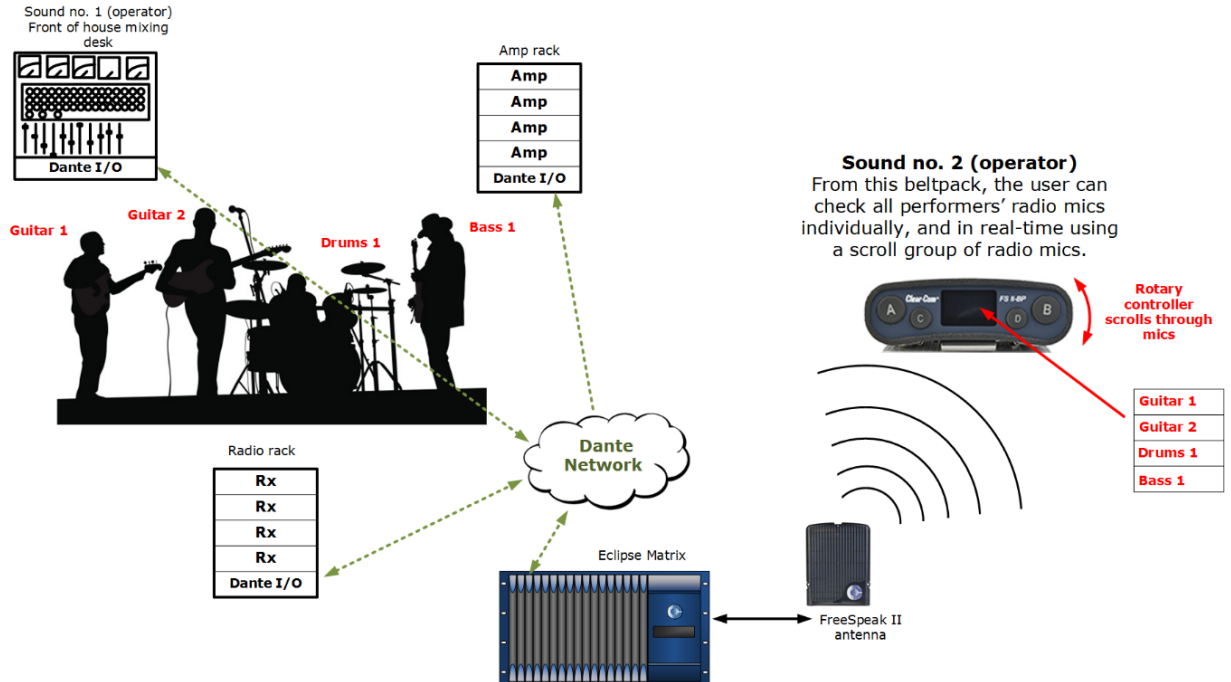 Sound no. 1 (operator)
Front of house mixing
desk
Dante I/O
Amp rack
Amp
Amp
Amp
Amp
Dante I/O
Guitar 1
Guitar 2
Drums 1
Bass 1
Sound no. 2 (operator)
From this beltpack, the user can
check all performers' radio mics
individually, and in real-time using
a scroll group of radio mics.
Clear-Com
FS II-BP
A
C
D
B
Rotary
controller
scrolls through
mics
Guitar 1
Guitar 2
Drums 1
Bass 1
Dante
Network
Radio rack
Rx
Rx
Rx
Rx
Dante I/O
Eclipse Matrix
FreeSpeak II
antenna